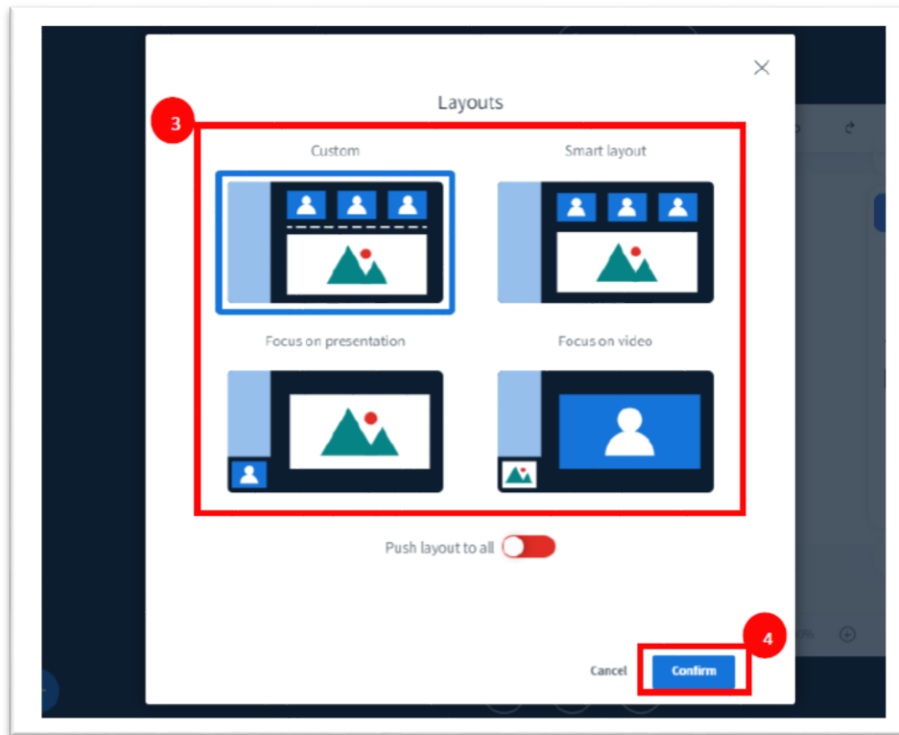 Layouts
3
Custom
Smart layout
Focus on presentation
Focus on video
Push layout to all
4
Cancel
Confirm